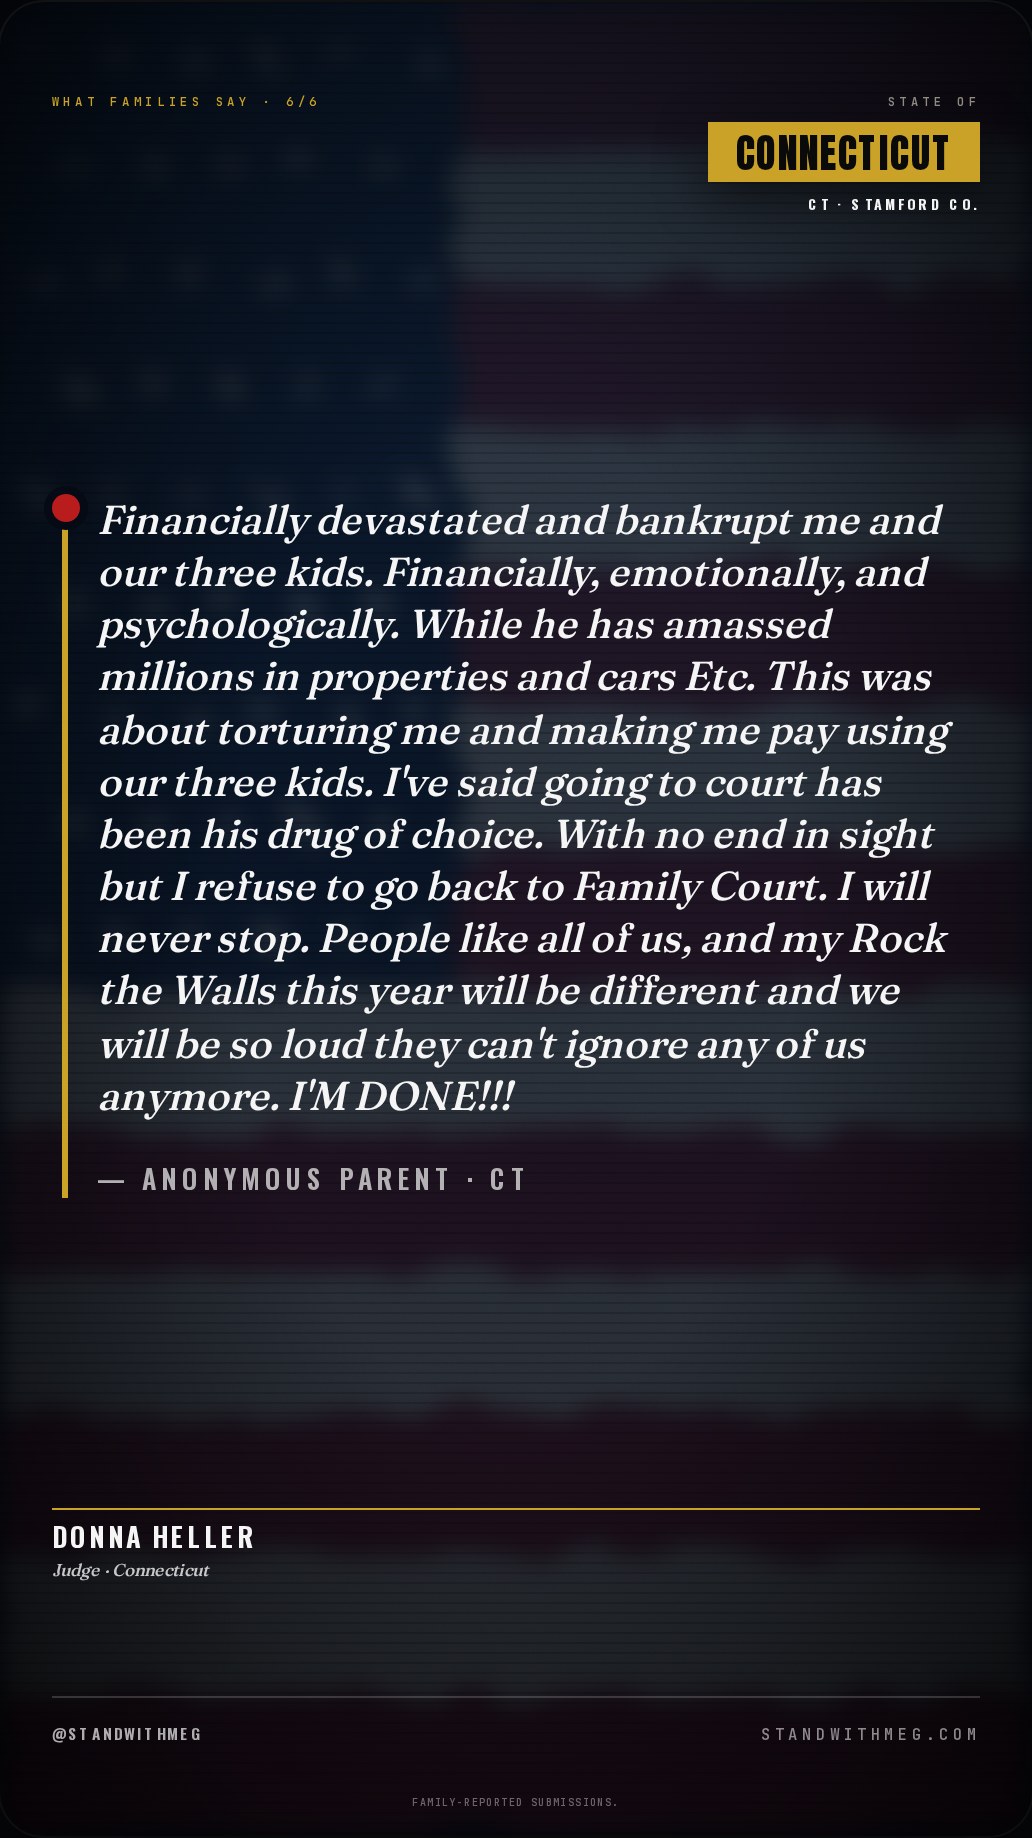 WHAT FAMILIES SAY · 6/6
STATE OF
CONNECTICUT
CT · STAMFORD CO.
Financially devastated and bankrupt me and
our three kids. Financially, emotionally, and
psychologically. While he has amassed
millions in properties and cars Etc. This was
about torturing me and making me pay using
our three kids. I've said going to court has
been his drug of choice. With no end in sight
but I refuse to go back to Family Court. I will
never stop. People like all of us, and my Rock
the Walls this year will be different and we
will be so loud they can't ignore any of us
anymore. I'M DONE!!!
— ANONYMOUS PARENT · CT
DONNA HELLER
Judge · Connecticut
@STANDWITHMEG
STANDWITHMEG.COM
FAMILY-REPORTED SUBMISSIONS.